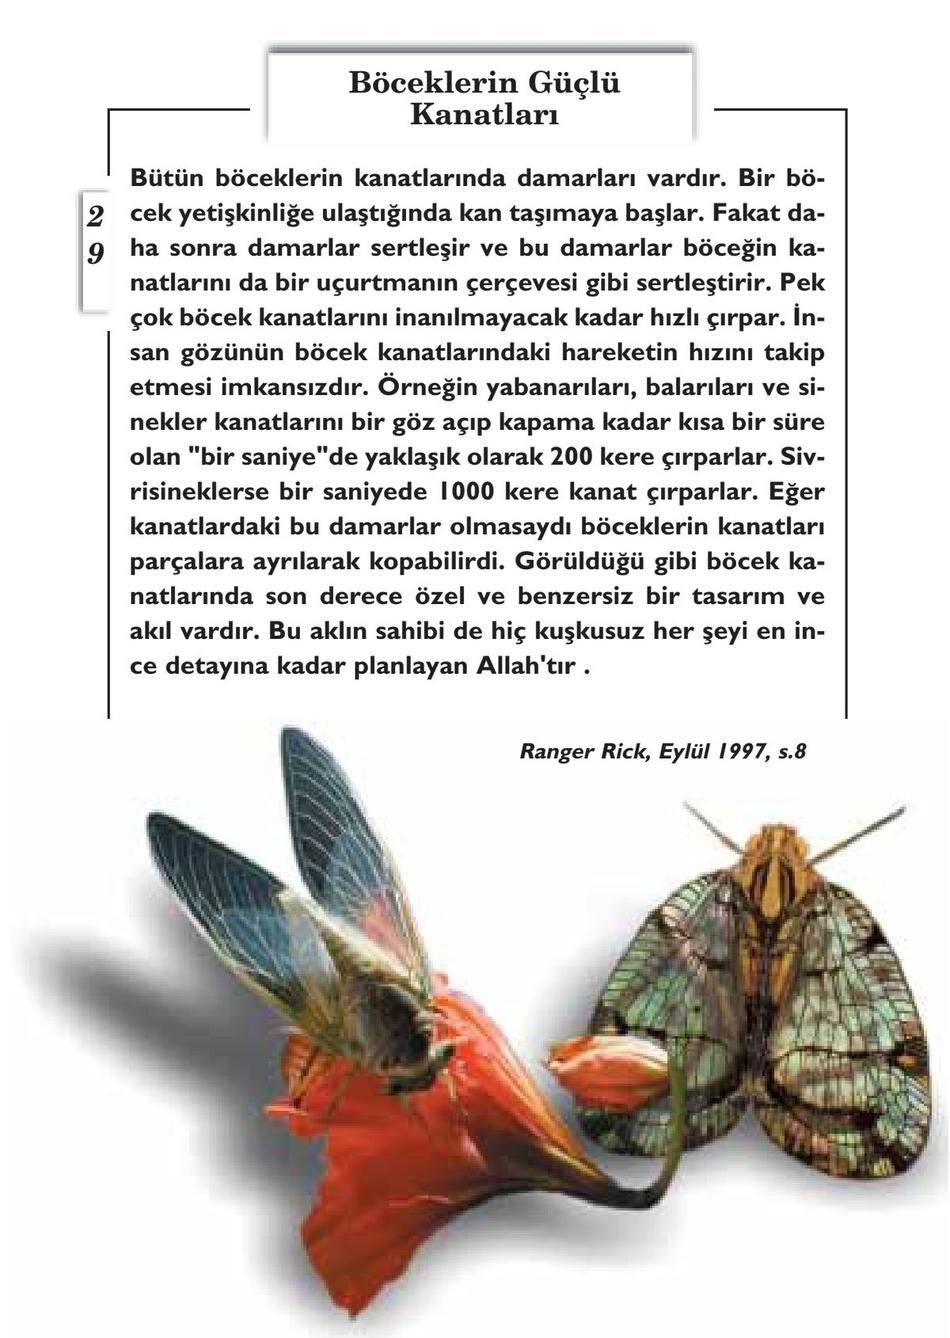 Böceklerin Güçlü
Kanatları
2
9
Bütün böceklerin kanatlarında damarları vardır. Bir bö-
cek yetişkinliğe ulaştığında kan taşımaya başlar. Fakat da-
ha sonra damarlar sertleşir ve bu damarlar böceğin ka-
natlarını da bir uçurtmanın çerçevesi gibi sertleştirir. Pek
çok böcek kanatlarını inanılmayacak kadar hızlı çırpar. İn-
san gözünün böcek kanatlarındaki hareketin hızını takip
etmesi imkansızdır. Örneğin yabanarıları, balarıları ve si-
nekler kanatlarını bir göz açıp kapama kadar kısa bir süre
olan "bir saniye"de yaklaşık olarak 200 kere çırparlar. Siv-
risineklerse bir saniyede 1000 kere kanat çırparlar. Eğer
kanatlardaki bu damarlar olmasaydı böceklerin kanatları
parçalara ayrılarak kopabilirdi. Görüldüğü gibi böcek ka-
natlarında son derece özel ve benzersiz bir tasarım ve
akıl vardır. Bu aklın sahibi de hiç kuşkusuz her şeyi en in-
ce detayına kadar planlayan Allah'tır .
Ranger Rick, Eylül 1997, s.8